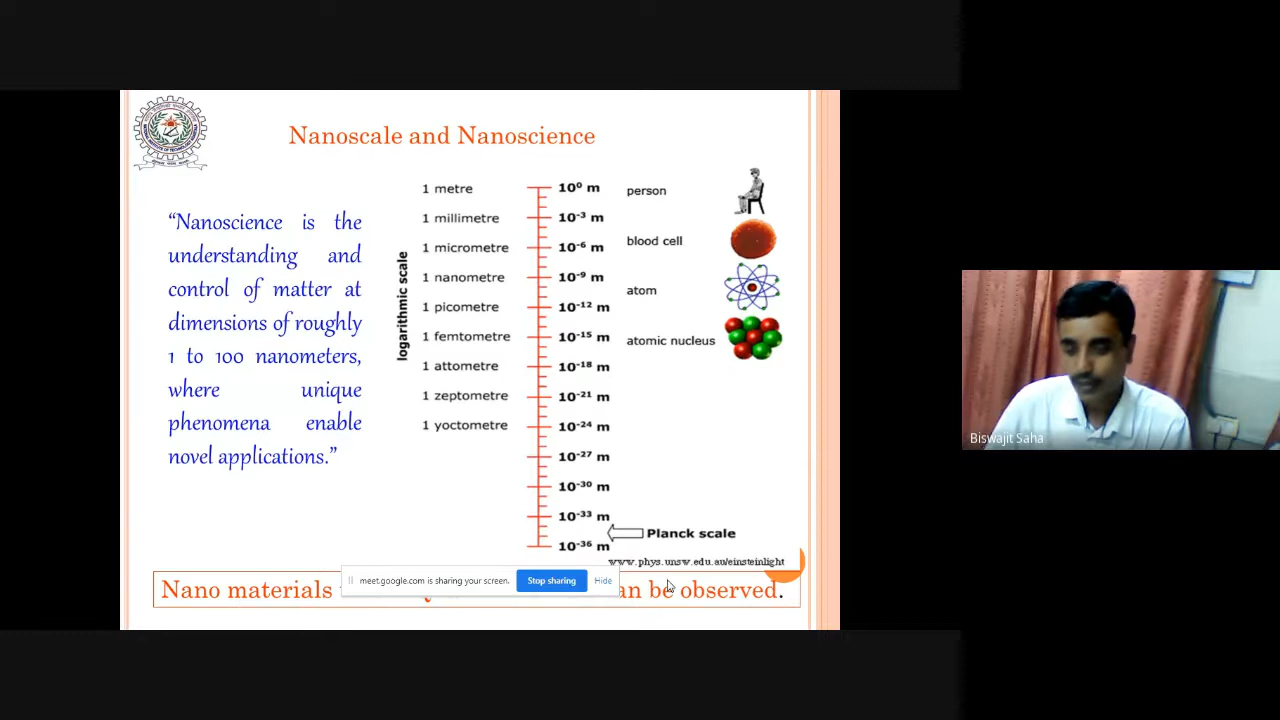 Nanoscale and Nanoscience
“Nanoscience is the
understanding and
control of matter at
dimensions of roughly
1 to 100 nanometers,
where unique
phenomena enable
novel applications.”
logarithmic scale
1 metre 10⁰ m person
1 millimetre 10⁻³ m
blood cell
1 micrometre 10⁻⁶ m
1 nanometre 10⁻⁹ m
atom
1 picometre 10⁻¹² m
1 femtometre 10⁻¹⁵ m atomic nucleus
1 attometre 10⁻¹⁸ m
1 zeptometre 10⁻²¹ m
1 yoctometre 10⁻²⁴ m
10⁻²⁷ m
10⁻³⁰ m
10⁻³³ m
Planck scale
10⁻³⁶ m
www.phys.unsw.edu.au/einsteinlight
meet.google.com is sharing your screen. Stop sharing Hide
Nano materials an be observed.
Biswajit Saha